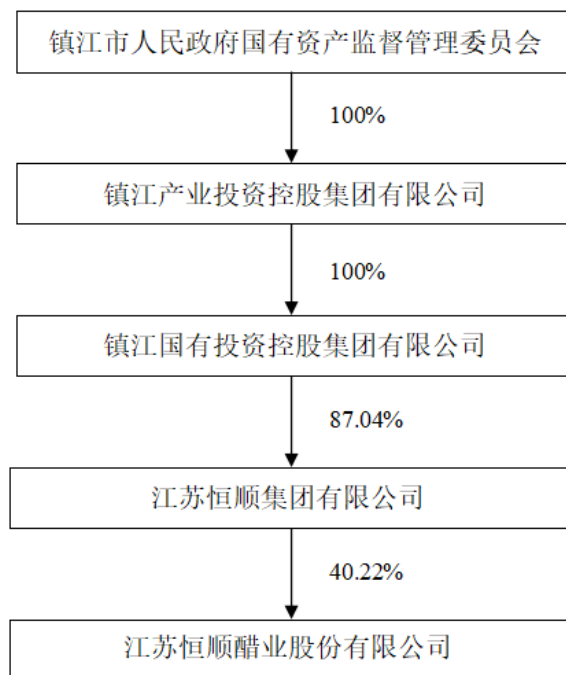 镇江市人民政府国有资产监督管理委员会
100%
镇江产业投资控股集团有限公司
100%
镇江国有投资控股集团有限公司
87.04%
江苏恒顺集团有限公司
40.22%
江苏恒顺醋业股份有限公司